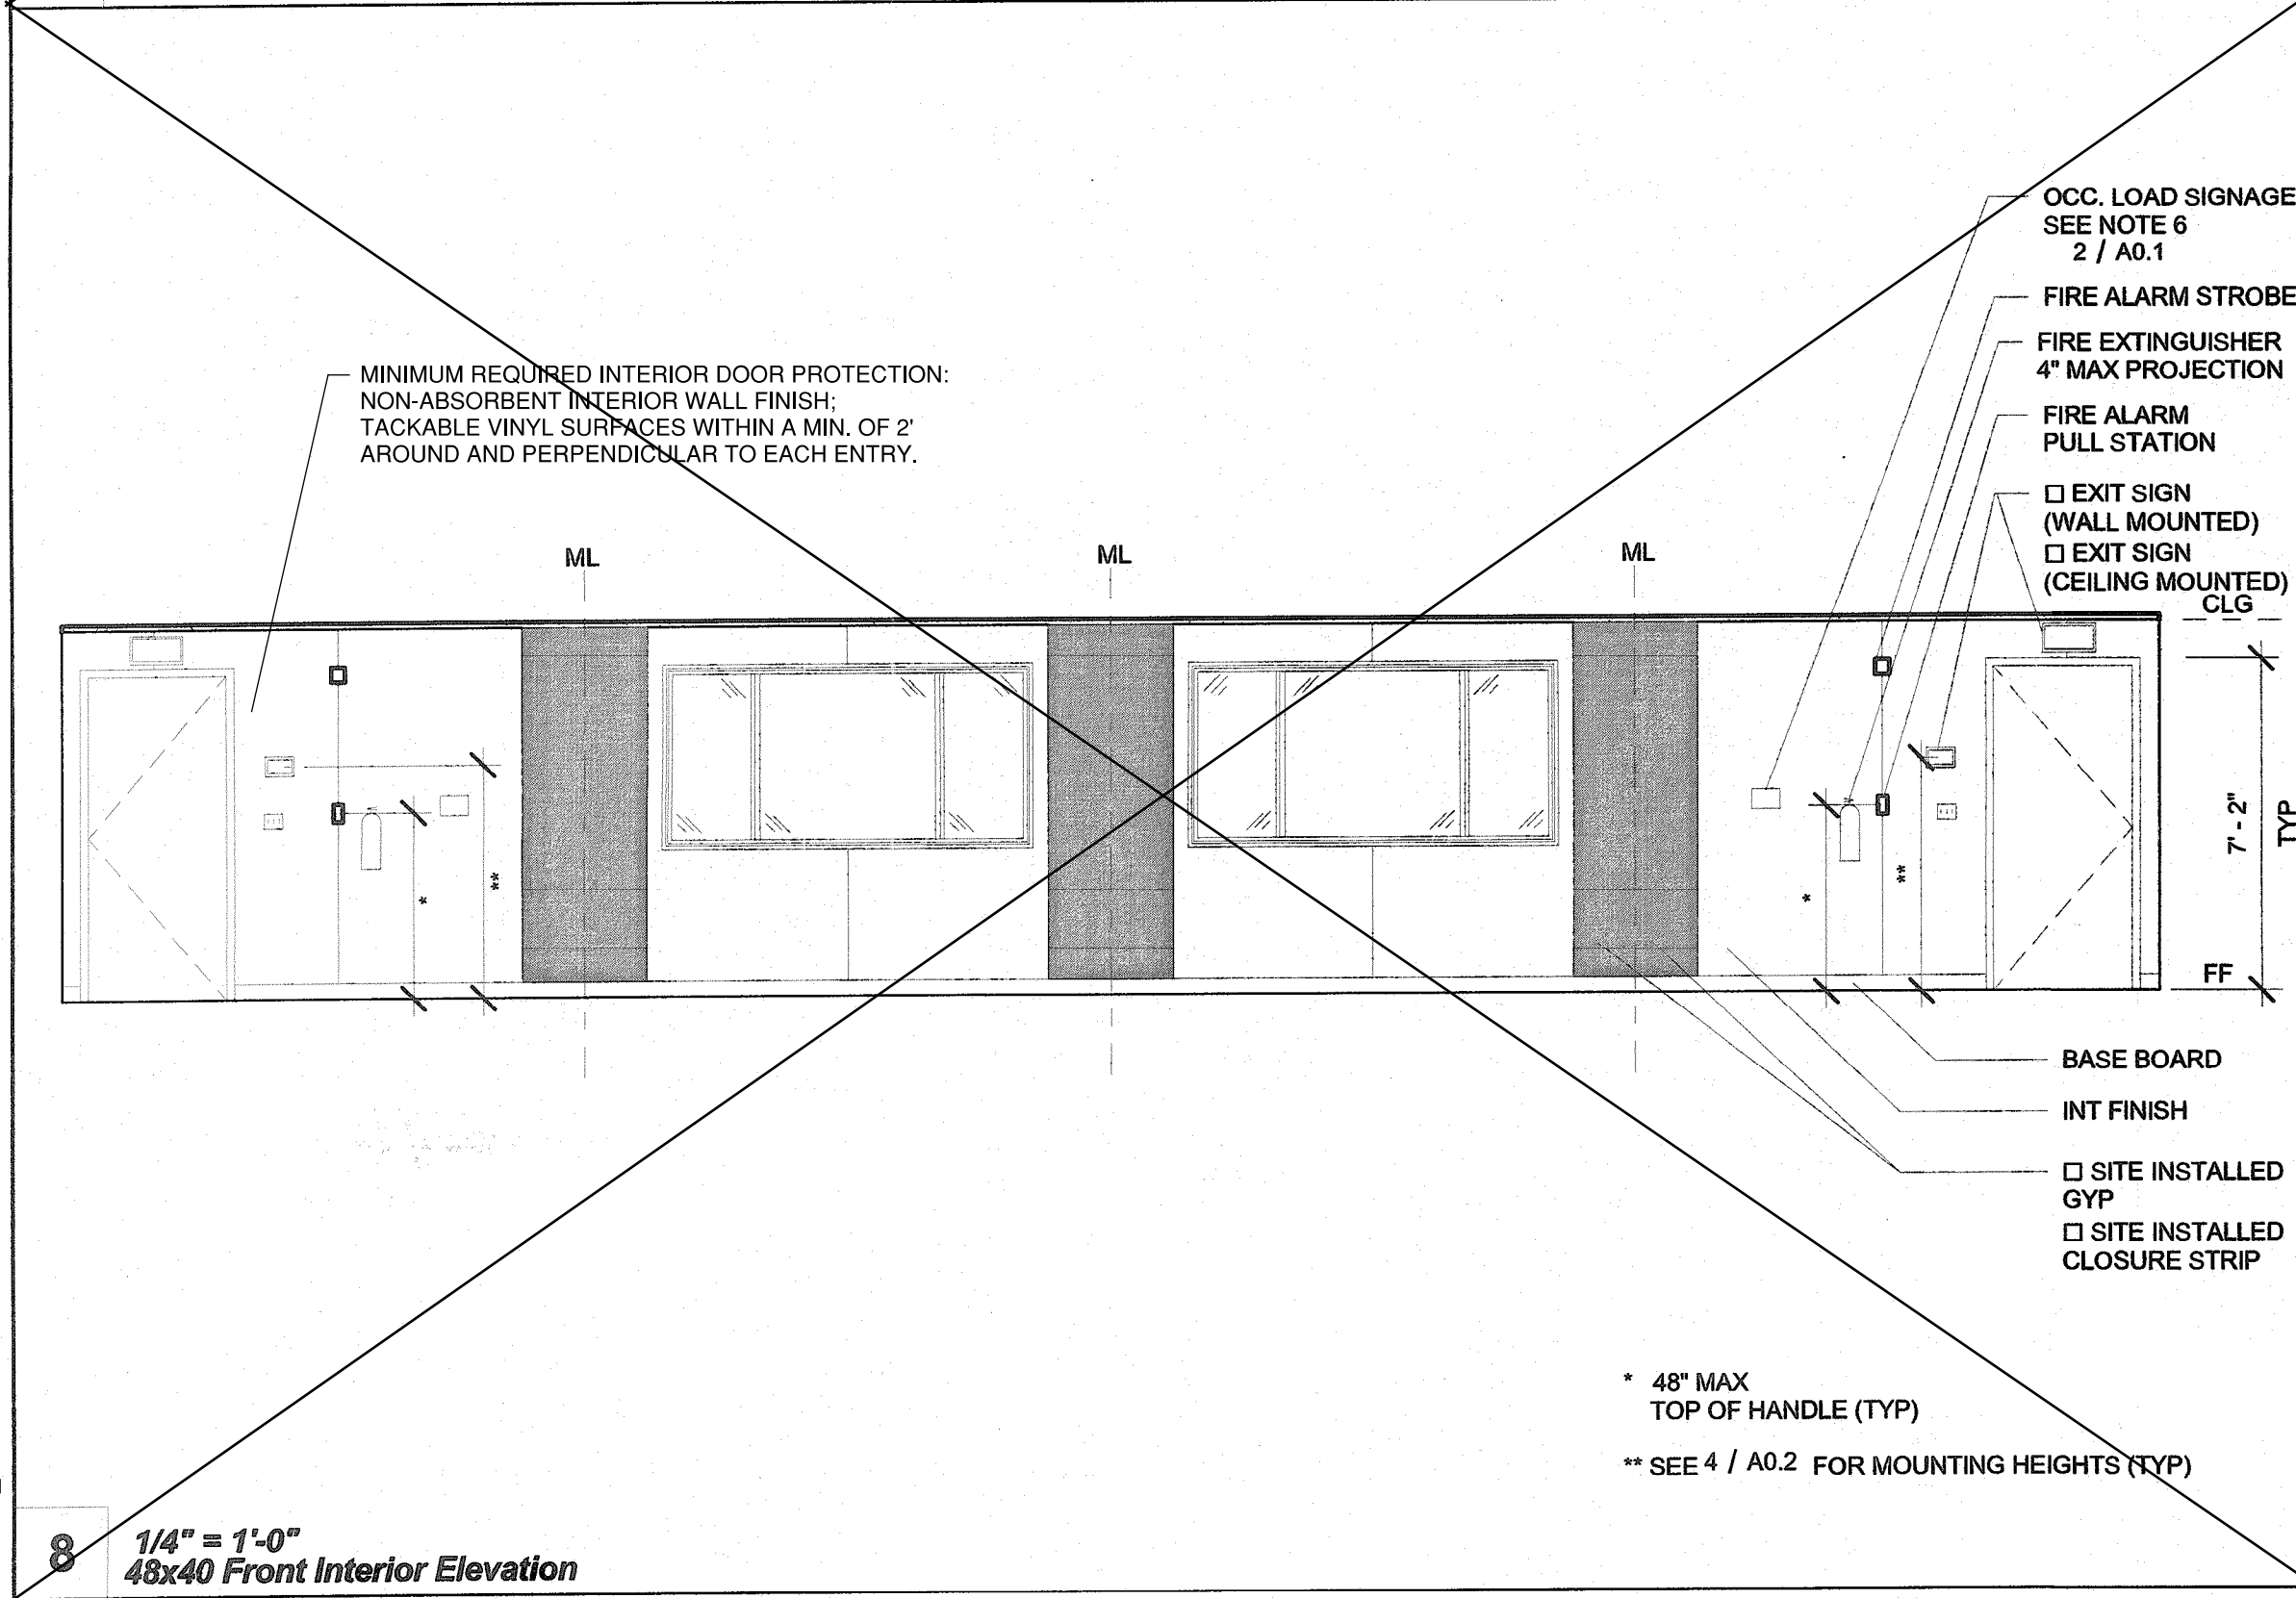 OCC. LOAD SIGNAGE
SEE NOTE 6
2 / A0.1
FIRE ALARM STROBE
FIRE EXTINGUISHER
4" MAX PROJECTION
FIRE ALARM
PULL STATION
☐ EXIT SIGN
(WALL MOUNTED)
☐ EXIT SIGN
(CEILING MOUNTED)
CLG
MINIMUM REQUIRED INTERIOR DOOR PROTECTION:
NON-ABSORBENT INTERIOR WALL FINISH;
TACKABLE VINYL SURFACES WITHIN A MIN. OF 2'
AROUND AND PERPENDICULAR TO EACH ENTRY.
ML
ML
ML
*
**
*
**
7' - 2"
TYP
FF
BASE BOARD
INT FINISH
☐ SITE INSTALLED
GYP
☐ SITE INSTALLED
CLOSURE STRIP
* 48" MAX
TOP OF HANDLE (TYP)
** SEE 4 / A0.2 FOR MOUNTING HEIGHTS (TYP)
8
1/4" = 1'-0"
48x40 Front Interior Elevation